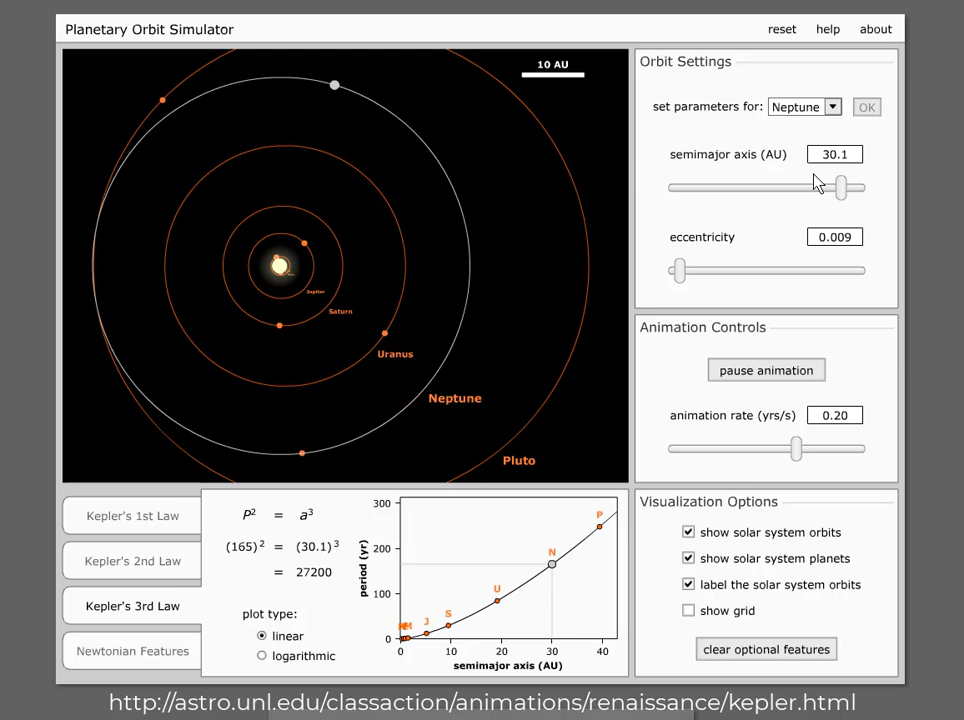 Planetary Orbit Simulator
reset help about
10 AU
Jupiter
Saturn
Uranus
Neptune
Pluto
Orbit Settings
set parameters for: Neptune OK
semimajor axis (AU) 30.1
eccentricity 0.009
Animation Controls
pause animation
animation rate (yrs/s) 0.20
Kepler's 1st Law
Kepler's 2nd Law
Kepler's 3rd Law
Newtonian Features
P² = a³
(165)² = (30.1)³
= 27200
plot type:
linear
logarithmic
period (yr)
300
200
100
0
M J S U N P
0 10 20 30 40
semimajor axis (AU)
Visualization Options
show solar system orbits
show solar system planets
label the solar system orbits
show grid
clear optional features
http://astro.unl.edu/classaction/animations/renaissance/kepler.html